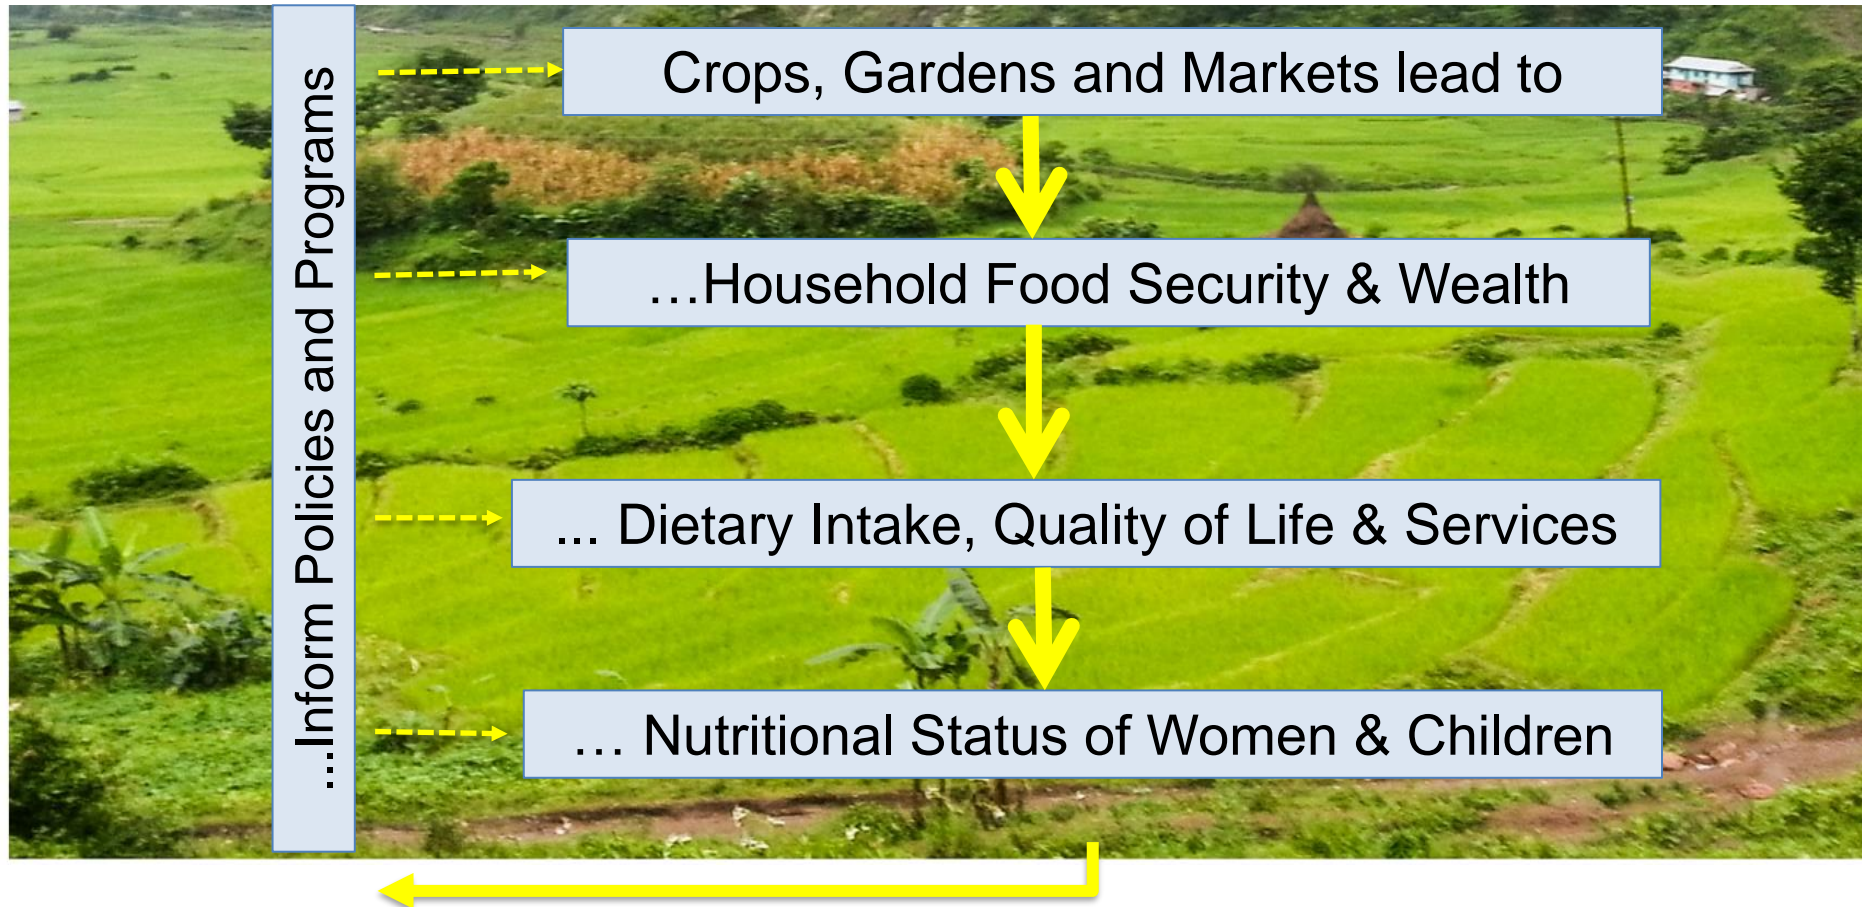 Crops, Gardens and Markets lead to
…Household Food Security & Wealth
... Dietary Intake, Quality of Life & Services
… Nutritional Status of Women & Children
...Inform Policies and Programs